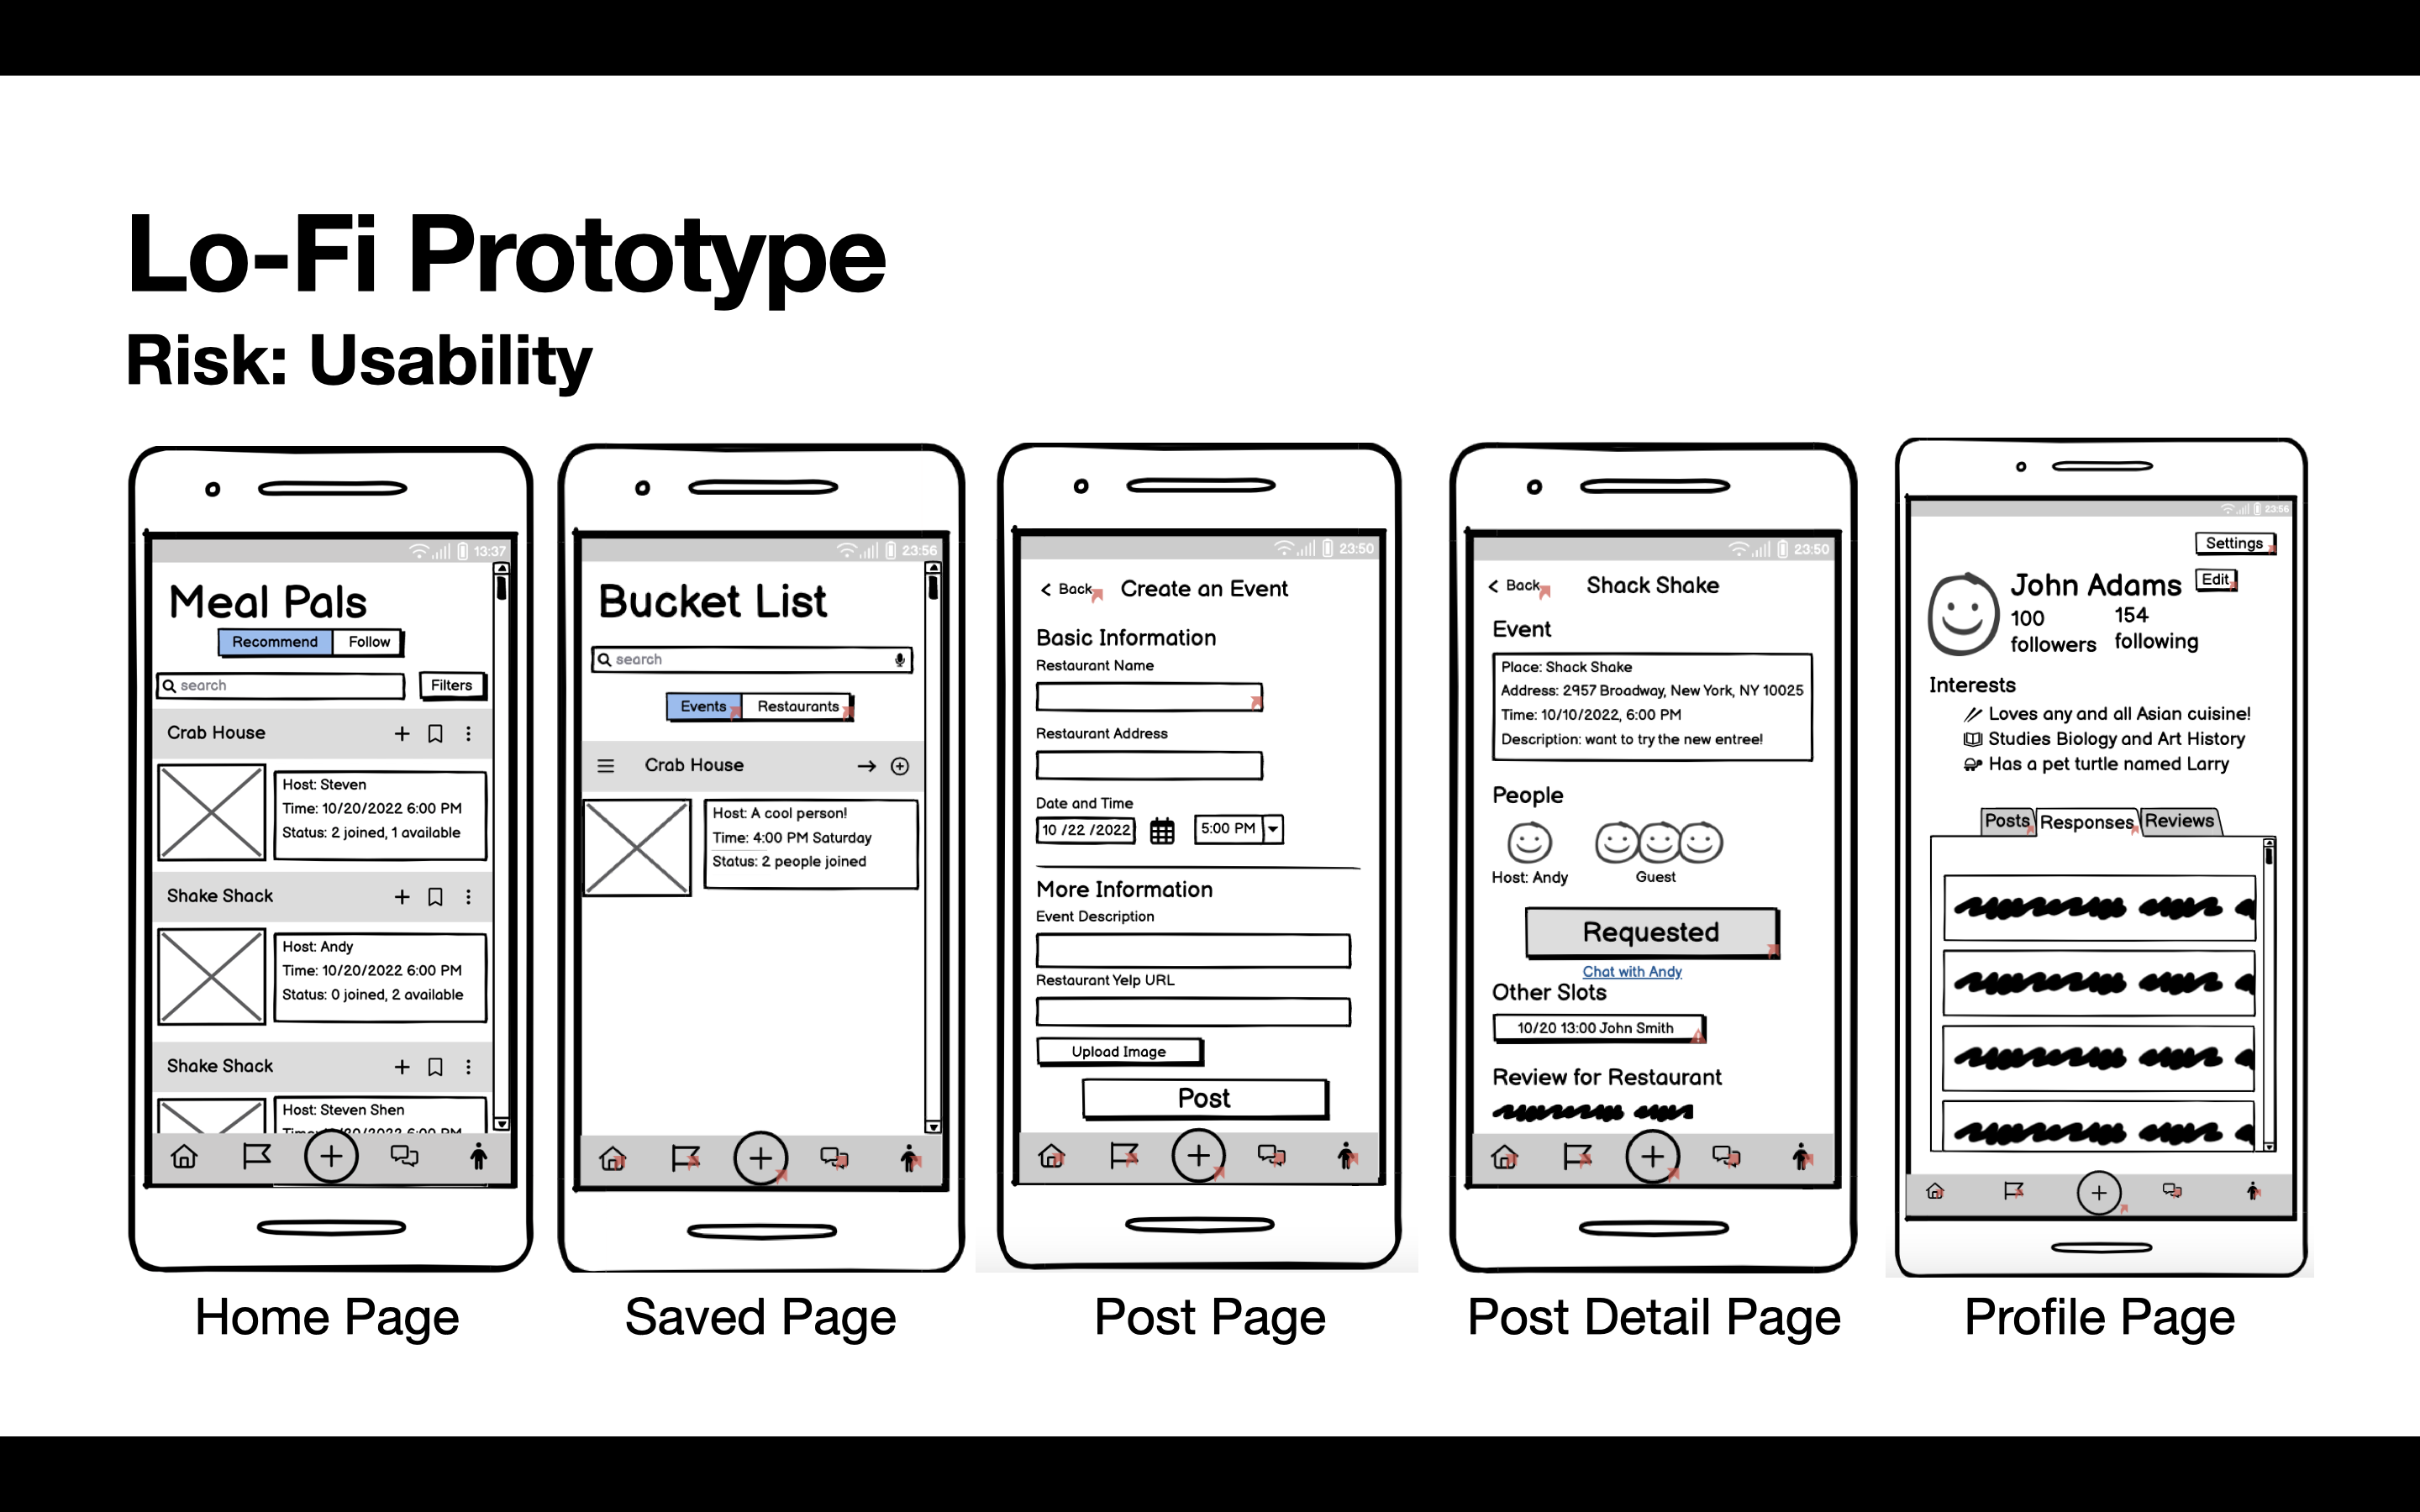 Lo-Fi Prototype
Risk: Usability
13:37
Meal Pals
Recommend Follow
search Filters
Crab House
Host: Steven
Time: 10/20/2022 6:00 PM
Status: 2 joined, 1 available
Shake Shack
Host: Andy
Time: 10/20/2022 6:00 PM
Status: 0 joined, 2 available
Shake Shack
Host: Steven Shen
Time: 10/20/2022 6:00 PM
Home Page
23:56
Bucket List
search
Events Restaurants
Crab House
Host: A cool person!
Time: 4:00 PM Saturday
Status: 2 people joined
Saved Page
23:50
Back Create an Event
Basic Information
Restaurant Name
Restaurant Address
Date and Time
10 /22 /2022 5:00 PM
More Information
Event Description
Restaurant Yelp URL
Upload Image
Post
Post Page
23:50
Back Shack Shake
Event
Place: Shack Shake
Address: 2957 Broadway, New York, NY 10025
Time: 10/10/2022, 6:00 PM
Description: want to try the new entree!
People
Host: Andy Guest
Requested
Chat with Andy
Other Slots
10/20 13:00 John Smith
Review for Restaurant
Post Detail Page
23:56
Settings
John Adams Edit
100 154
followers following
Interests
Loves any and all Asian cuisine!
Studies Biology and Art History
Has a pet turtle named Larry
Posts Responses Reviews
Profile Page